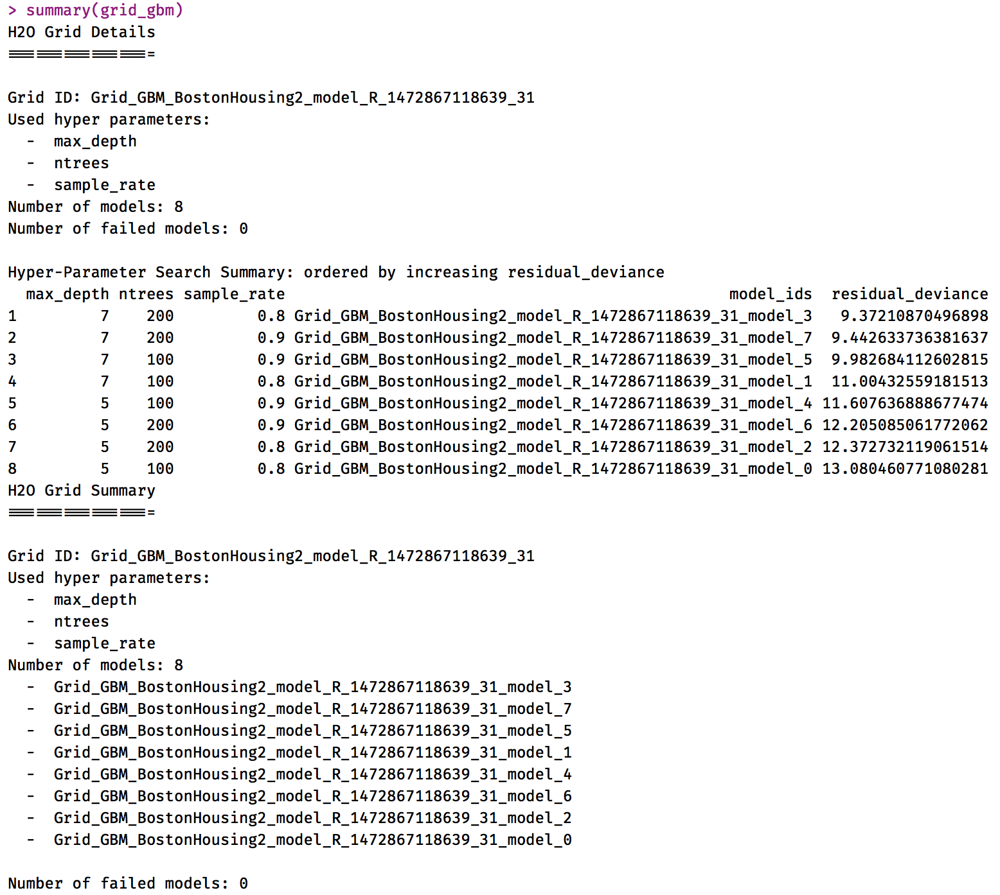 > summary(grid_gbm)
H2O Grid Details
================

Grid ID: Grid_GBM_BostonHousing2_model_R_1472867118639_31
Used hyper parameters:
  -  max_depth
  -  ntrees
  -  sample_rate
Number of models: 8
Number of failed models: 0

Hyper-Parameter Search Summary: ordered by increasing residual_deviance
  max_depth ntrees sample_rate                                                model_ids  residual_deviance
1         7    200         0.8 Grid_GBM_BostonHousing2_model_R_1472867118639_31_model_3   9.37210870496898
2         7    200         0.9 Grid_GBM_BostonHousing2_model_R_1472867118639_31_model_7  9.442633736381637
3         7    100         0.9 Grid_GBM_BostonHousing2_model_R_1472867118639_31_model_5  9.982684112602815
4         7    100         0.8 Grid_GBM_BostonHousing2_model_R_1472867118639_31_model_1  11.00432559181513
5         5    100         0.9 Grid_GBM_BostonHousing2_model_R_1472867118639_31_model_4 11.607636888677474
6         5    200         0.9 Grid_GBM_BostonHousing2_model_R_1472867118639_31_model_6 12.205085061772062
7         5    200         0.8 Grid_GBM_BostonHousing2_model_R_1472867118639_31_model_2 12.372732119061514
8         5    100         0.8 Grid_GBM_BostonHousing2_model_R_1472867118639_31_model_0 13.080460771080281
H2O Grid Summary
================

Grid ID: Grid_GBM_BostonHousing2_model_R_1472867118639_31
Used hyper parameters:
  -  max_depth
  -  ntrees
  -  sample_rate
Number of models: 8
  -  Grid_GBM_BostonHousing2_model_R_1472867118639_31_model_3
  -  Grid_GBM_BostonHousing2_model_R_1472867118639_31_model_7
  -  Grid_GBM_BostonHousing2_model_R_1472867118639_31_model_5
  -  Grid_GBM_BostonHousing2_model_R_1472867118639_31_model_1
  -  Grid_GBM_BostonHousing2_model_R_1472867118639_31_model_4
  -  Grid_GBM_BostonHousing2_model_R_1472867118639_31_model_6
  -  Grid_GBM_BostonHousing2_model_R_1472867118639_31_model_2
  -  Grid_GBM_BostonHousing2_model_R_1472867118639_31_model_0

Number of failed models: 0